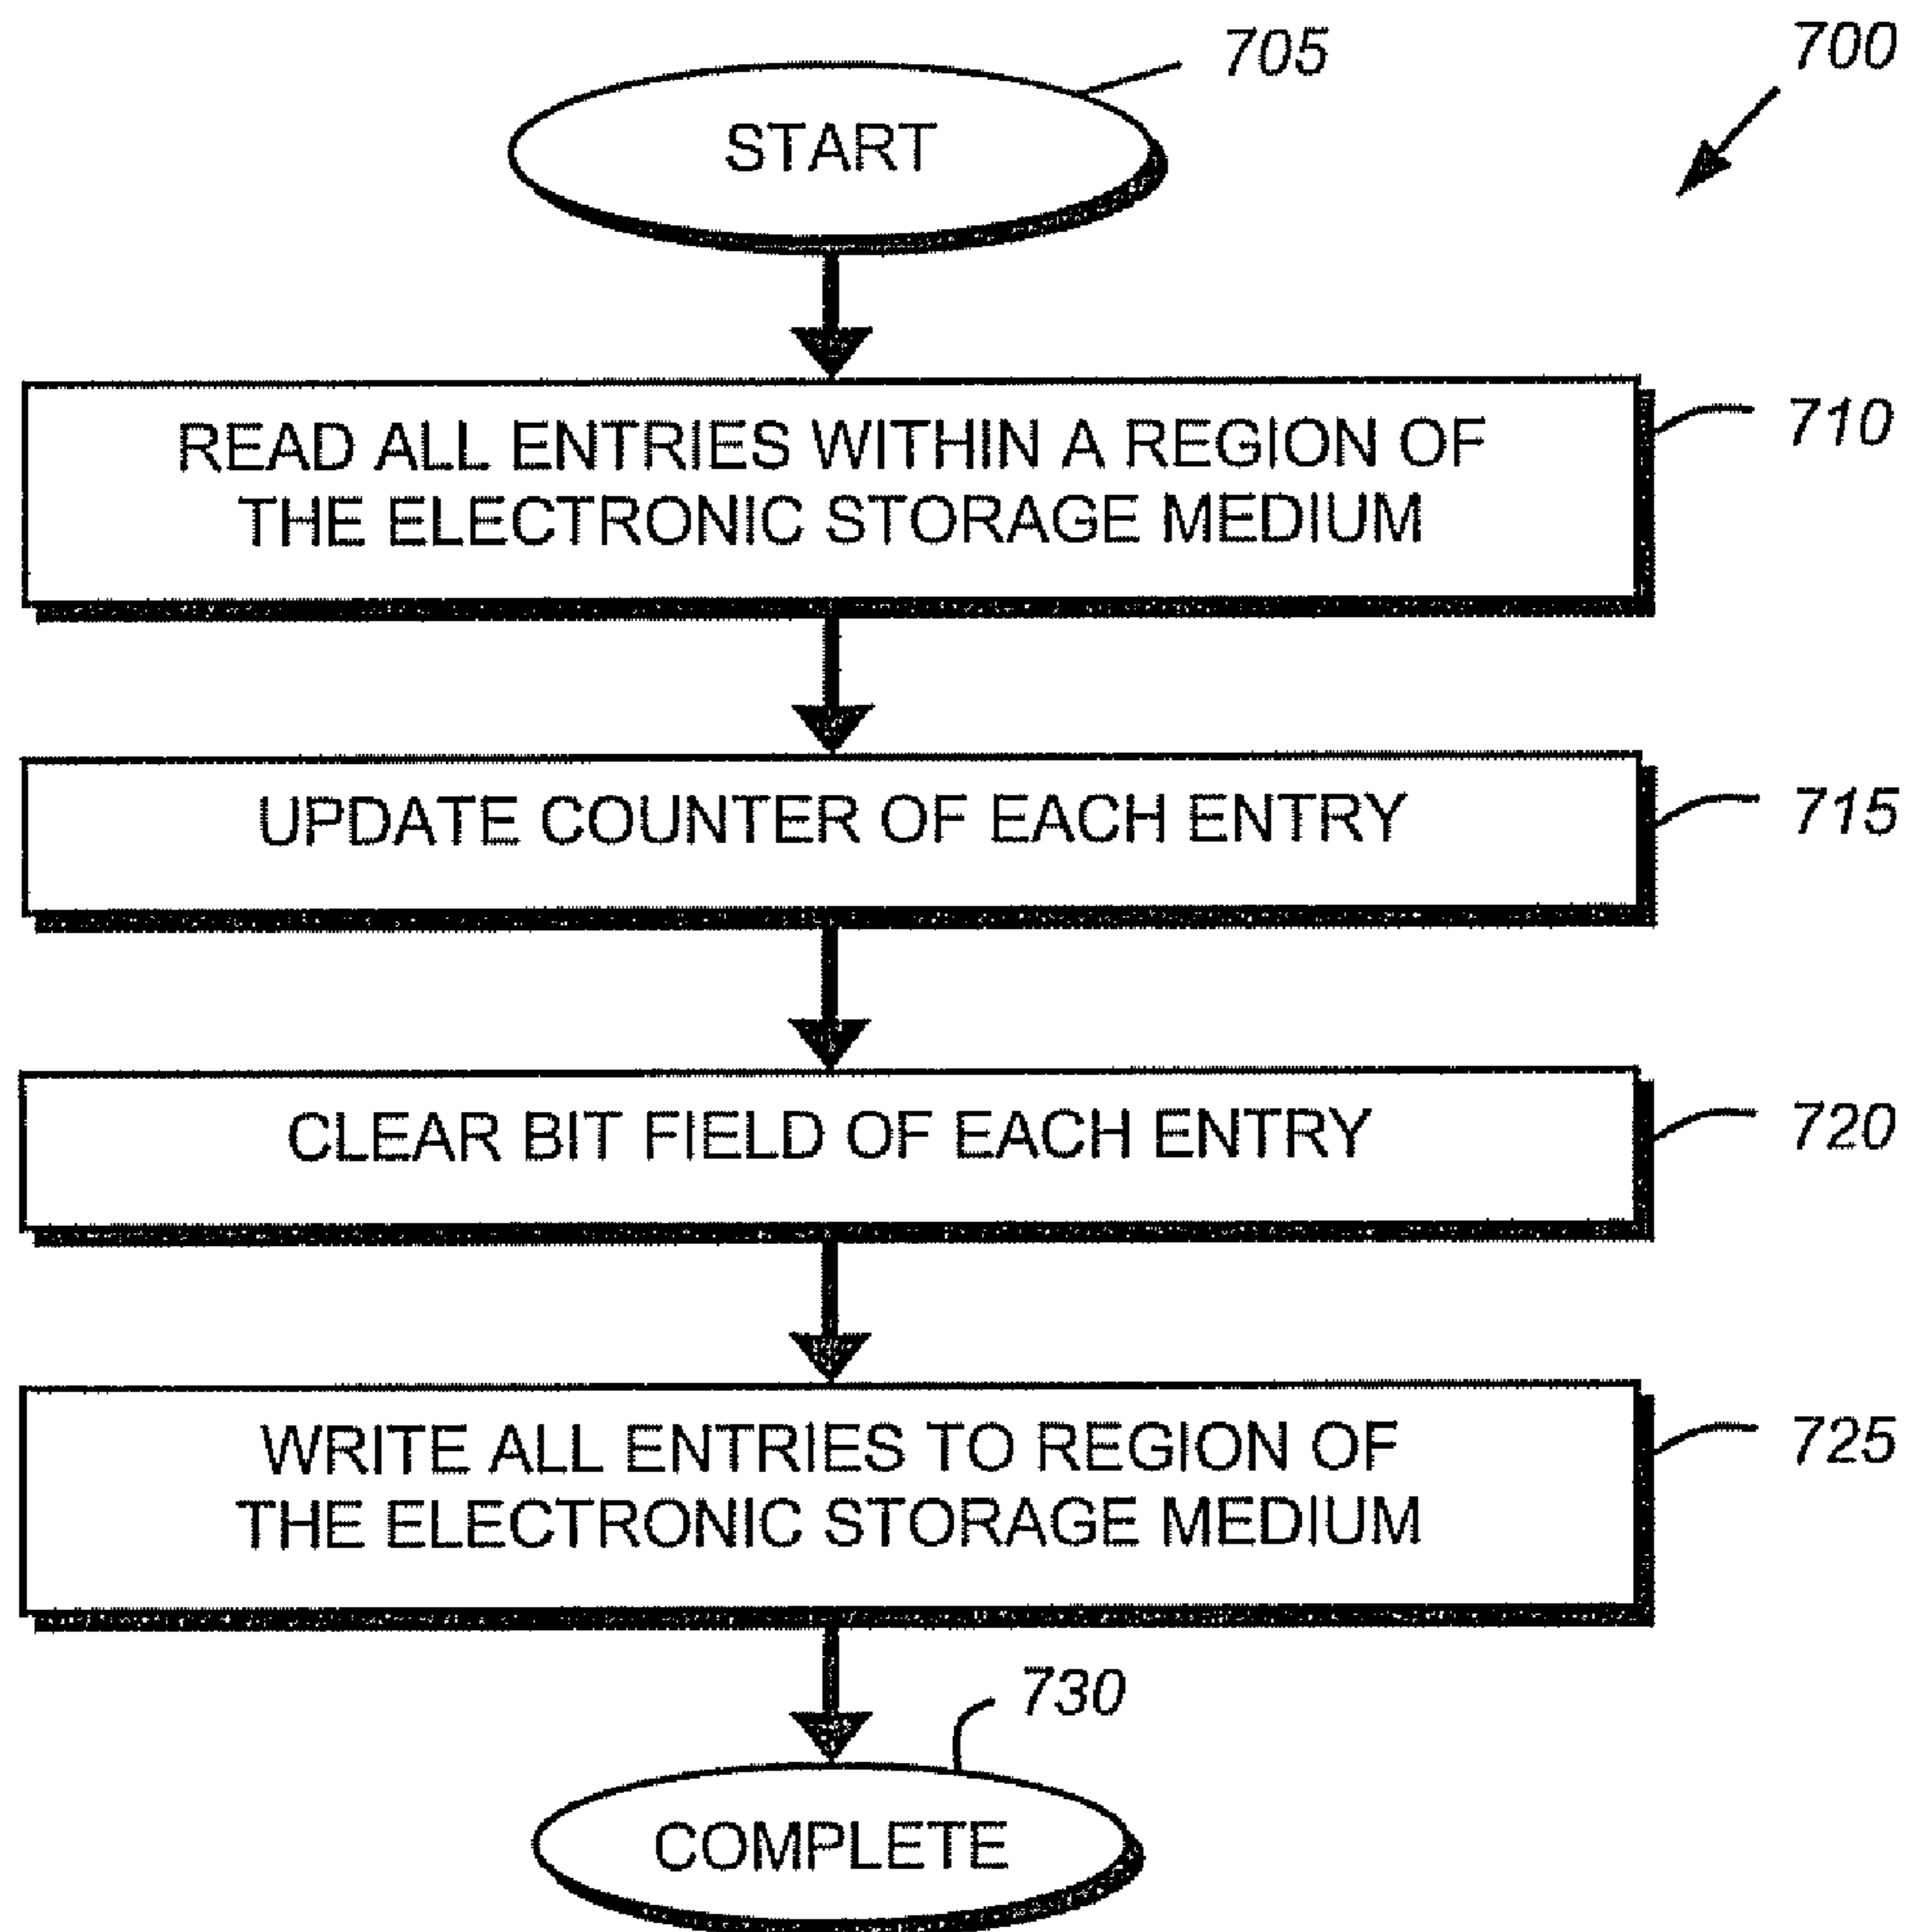 705
700
START
READ ALL ENTRIES WITHIN A REGION OF
THE ELECTRONIC STORAGE MEDIUM
710
UPDATE COUNTER OF EACH ENTRY
715
CLEAR BIT FIELD OF EACH ENTRY
720
WRITE ALL ENTRIES TO REGION OF
THE ELECTRONIC STORAGE MEDIUM
725
730
COMPLETE